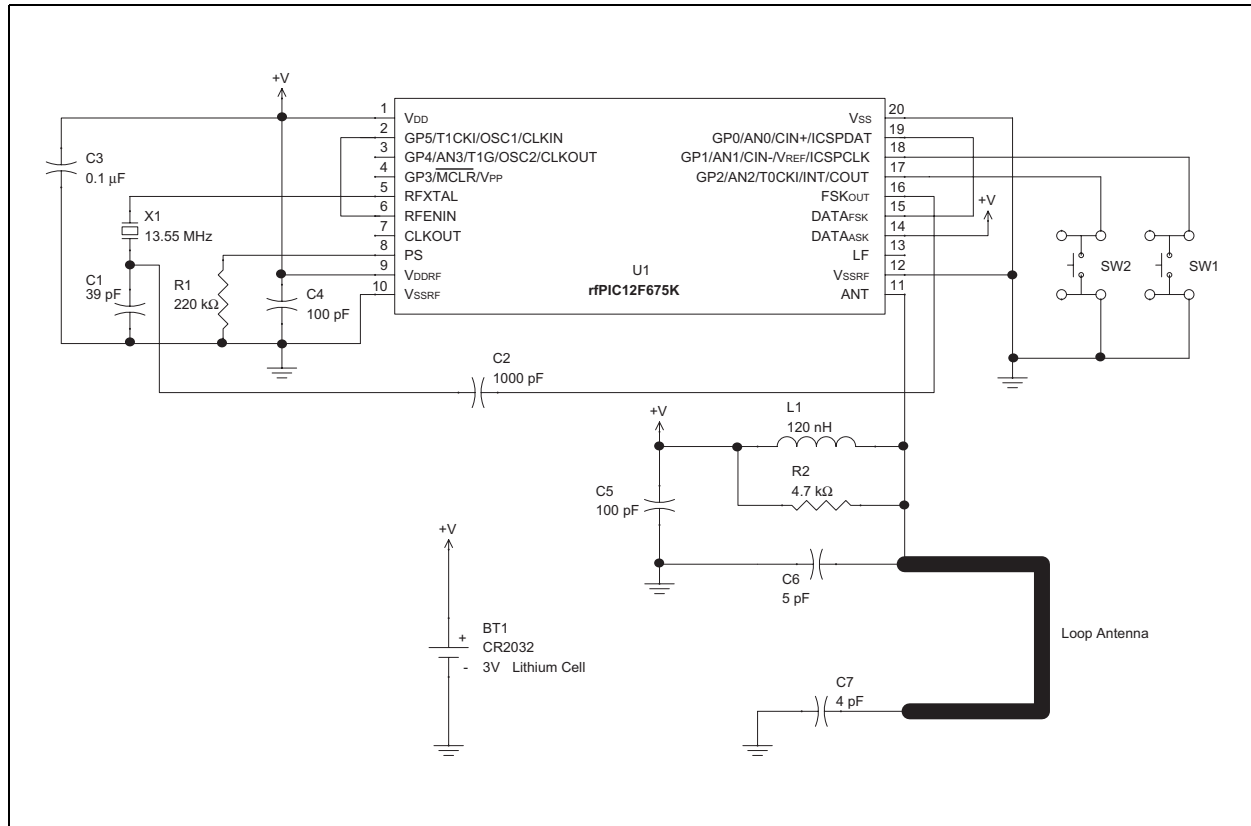 +V
C3
0.1 µF
X1
13.55 MHz
C1
39 pF
R1
220 kΩ
C4
100 pF
1 VDD
2 GP5/T1CKI/OSC1/CLKIN
3 GP4/AN3/T1G/OSC2/CLKOUT
4 GP3/MCLR/VPP
5 RFXTAL
6 RFENIN
7 CLKOUT
8 PS
9 VDDRF
10 VSSRF
U1
rfPIC12F675K
VSS 20
GP0/AN0/CIN+/ICSPDAT 19
GP1/AN1/CIN-/VREF/ICSPCLK 18
GP2/AN2/T0CKI/INT/COUT 17
FSKOUT 16
DATAFSK 15
DATAASK 14
LF 13
VSSRF 12
ANT 11
+V
SW2
SW1
C2
1000 pF
+V
L1
120 nH
R2
4.7 kΩ
C5
100 pF
C6
5 pF
+V
BT1
+
CR2032
- 3V Lithium Cell
Loop Antenna
C7
4 pF